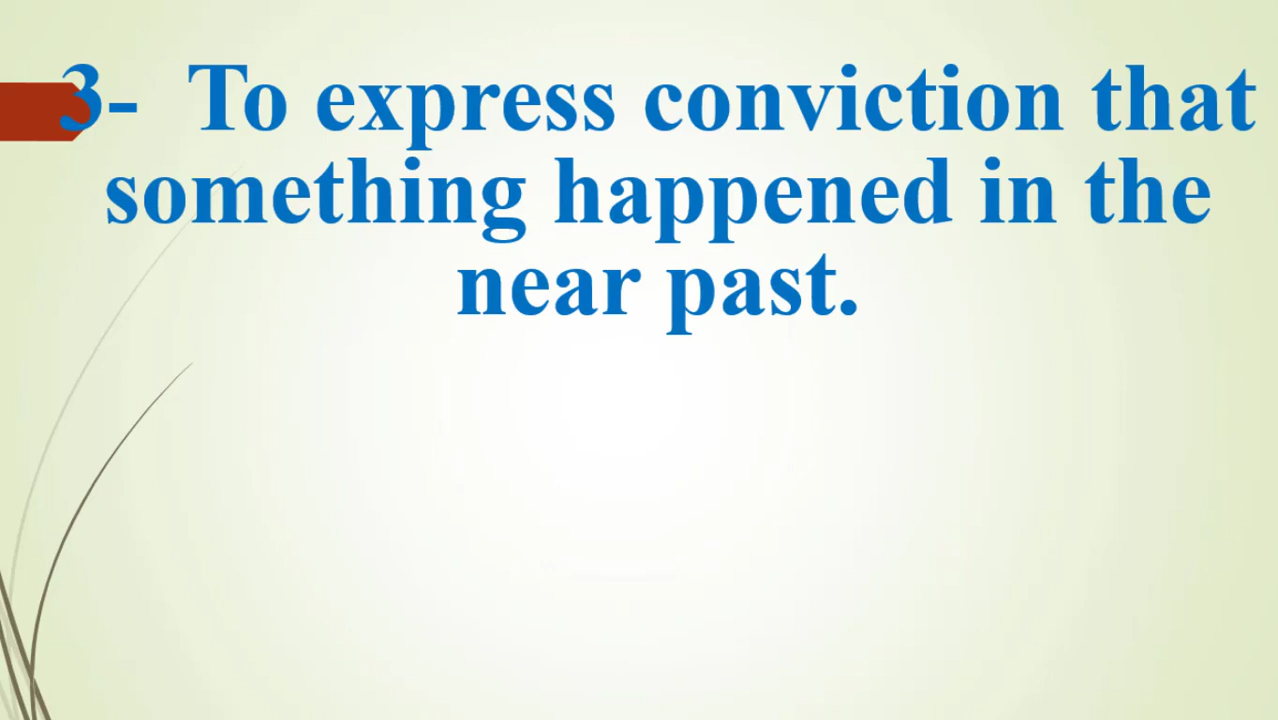 3- To express conviction that
something happened in the
near past.